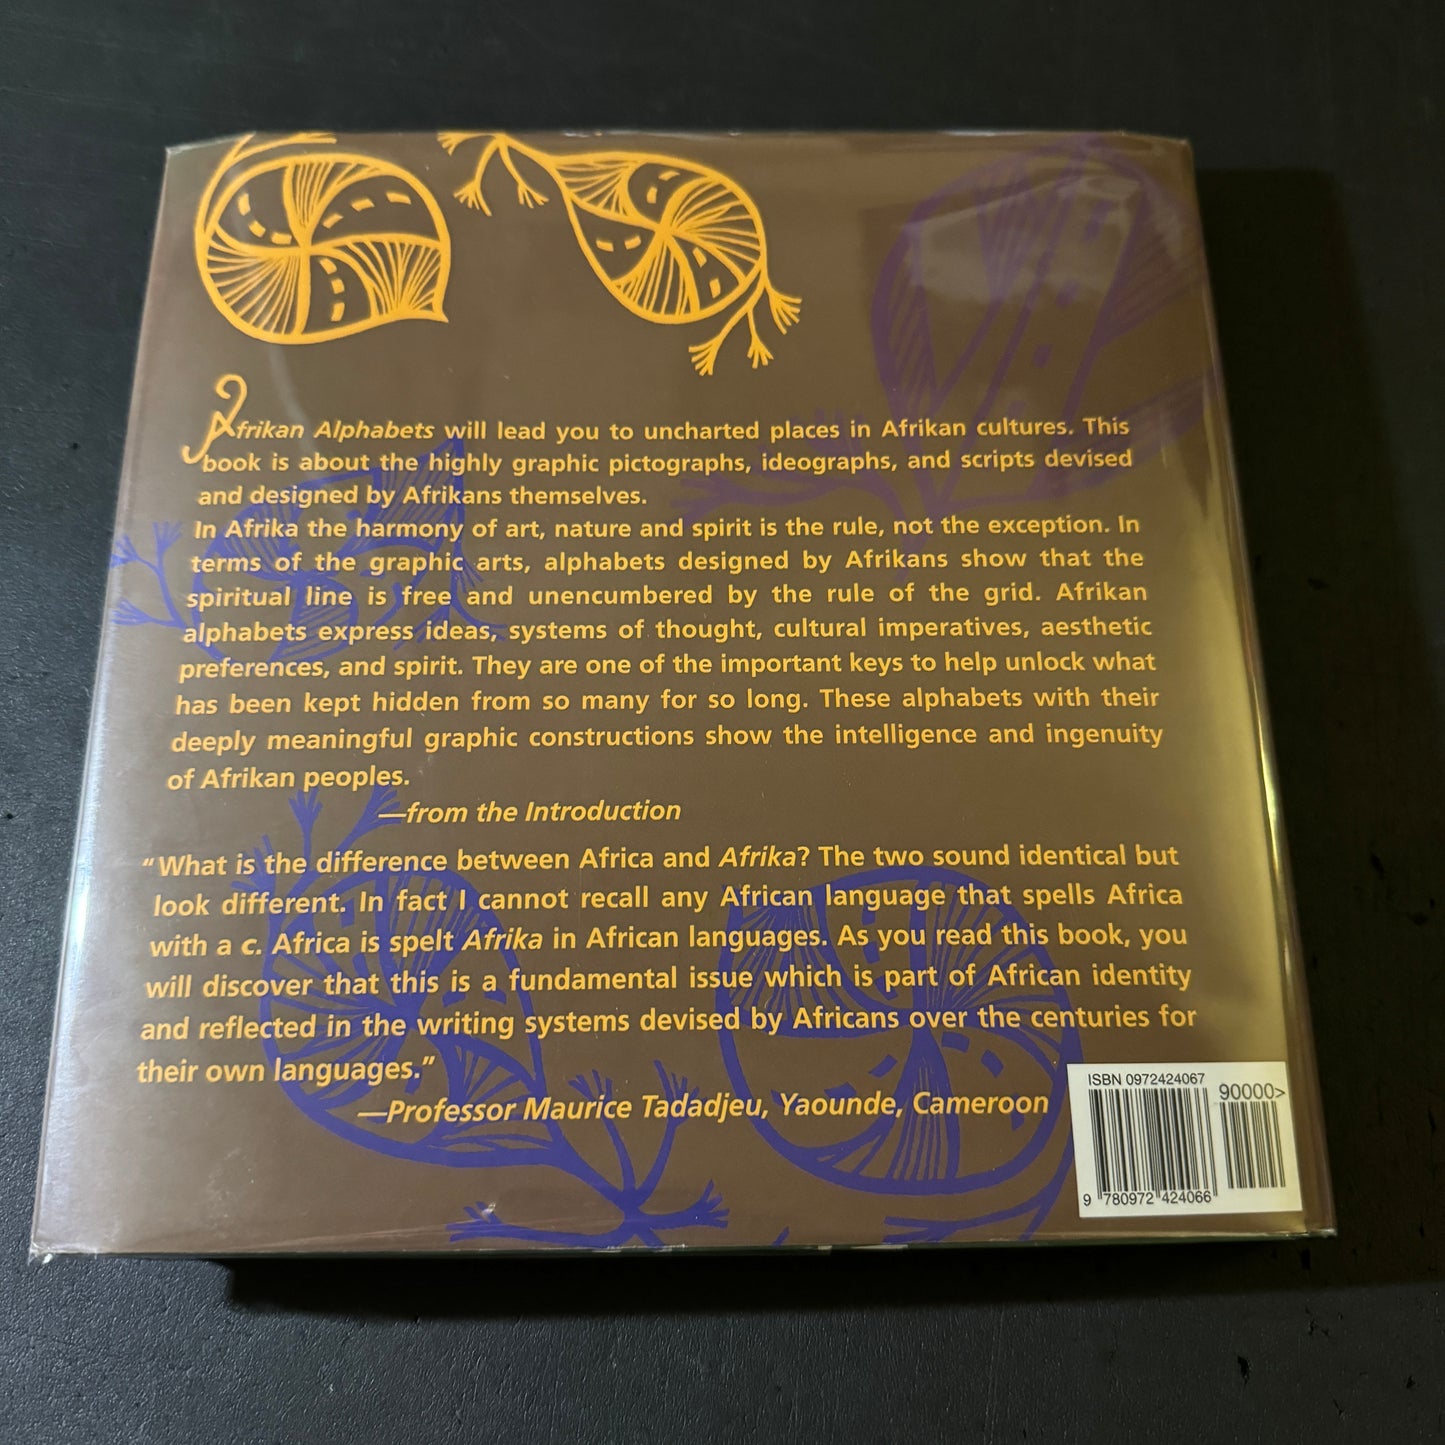 Afrikan Alphabets will lead you to uncharted places in Afrikan cultures. This
book is about the highly graphic pictographs, ideographs, and scripts devised
and designed by Afrikans themselves.
In Afrika the harmony of art, nature and spirit is the rule, not the exception. In
terms of the graphic arts, alphabets designed by Afrikans show that the
spiritual line is free and unencumbered by the rule of the grid. Afrikan
alphabets express ideas, systems of thought, cultural imperatives, aesthetic
preferences, and spirit. They are one of the important keys to help unlock what
has been kept hidden from so many for so long. These alphabets with their
deeply meaningful graphic constructions show the intelligence and ingenuity
of Afrikan peoples.
—from the Introduction
"What is the difference between Africa and Afrika? The two sound identical but
look different. In fact I cannot recall any African language that spells Africa
with a c. Africa is spelt Afrika in African languages. As you read this book, you
will discover that this is a fundamental issue which is part of African identity
and reflected in the writing systems devised by Africans over the centuries for
their own languages."
—Professor Maurice Tadadjeu, Yaounde, Cameroon
ISBN 0972424067
90000>
9 780972 424066